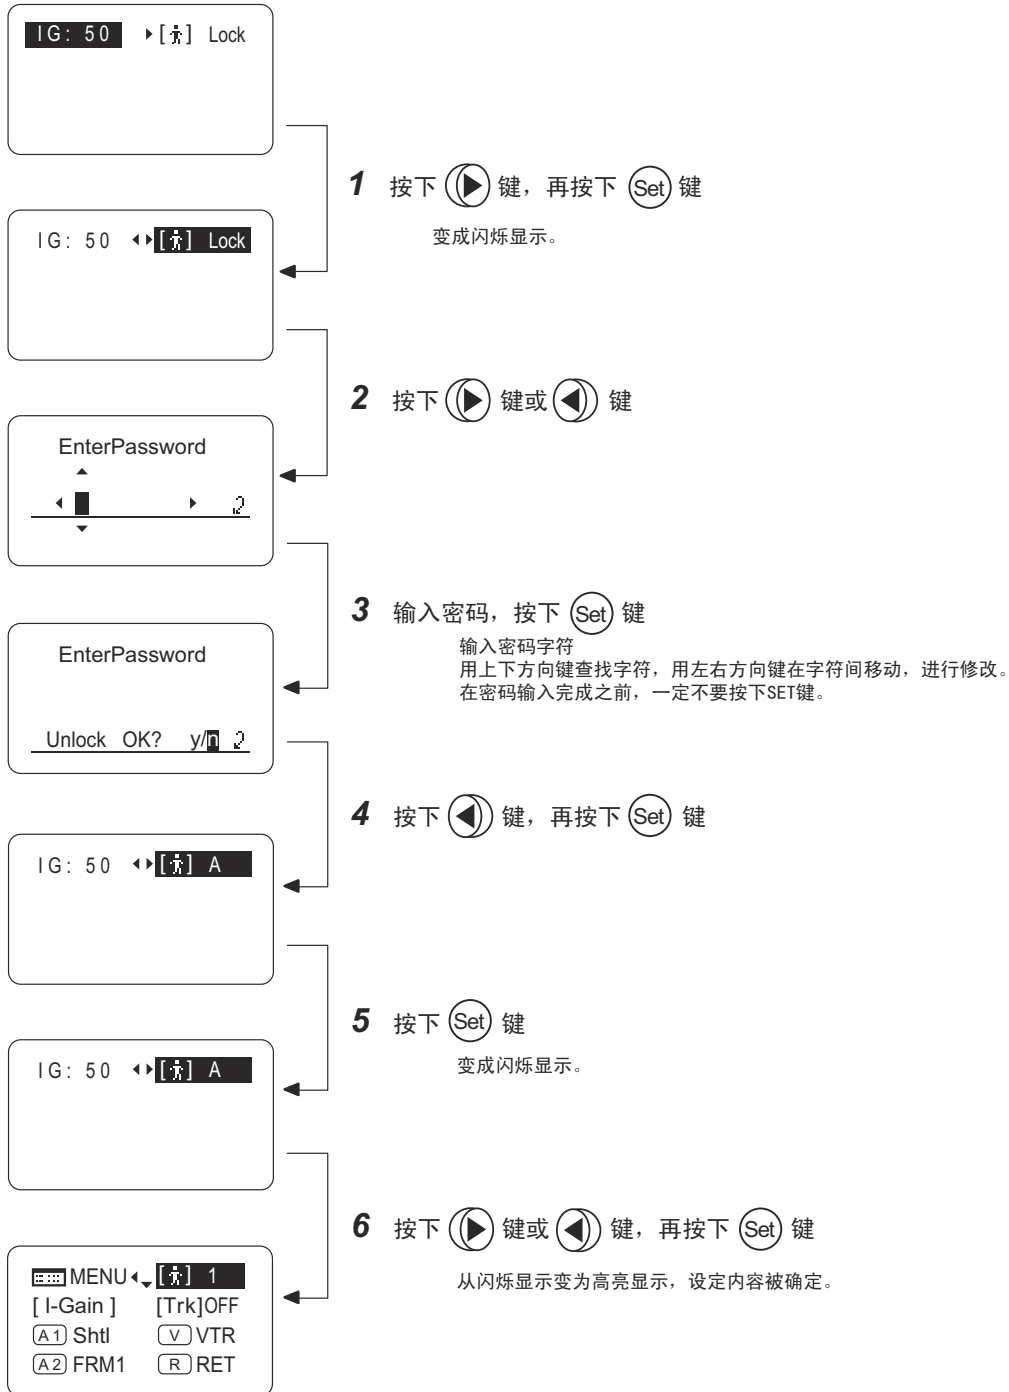 IG: 50 [ ] Lock
1 按下 键，再按下 Set 键
变成闪烁显示。
IG: 50 [ ] Lock
2 按下 键或 键
EnterPassword
3 输入密码，按下 Set 键
输入密码字符
用上下方向键查找字符，用左右方向键在字符间移动，进行修改。
在密码输入完成之前，一定不要按下SET键。
EnterPassword
Unlock OK? y/n
4 按下 键，再按下 Set 键
IG: 50 [ ] A
5 按下 Set 键
变成闪烁显示。
IG: 50 [ ] A
6 按下 键或 键，再按下 Set 键
从闪烁显示变为高亮显示，设定内容被确定。
MENU [ ] 1
[ I-Gain ] [Trk]OFF
A1 Shtl V VTR
A2 FRM1 R RET